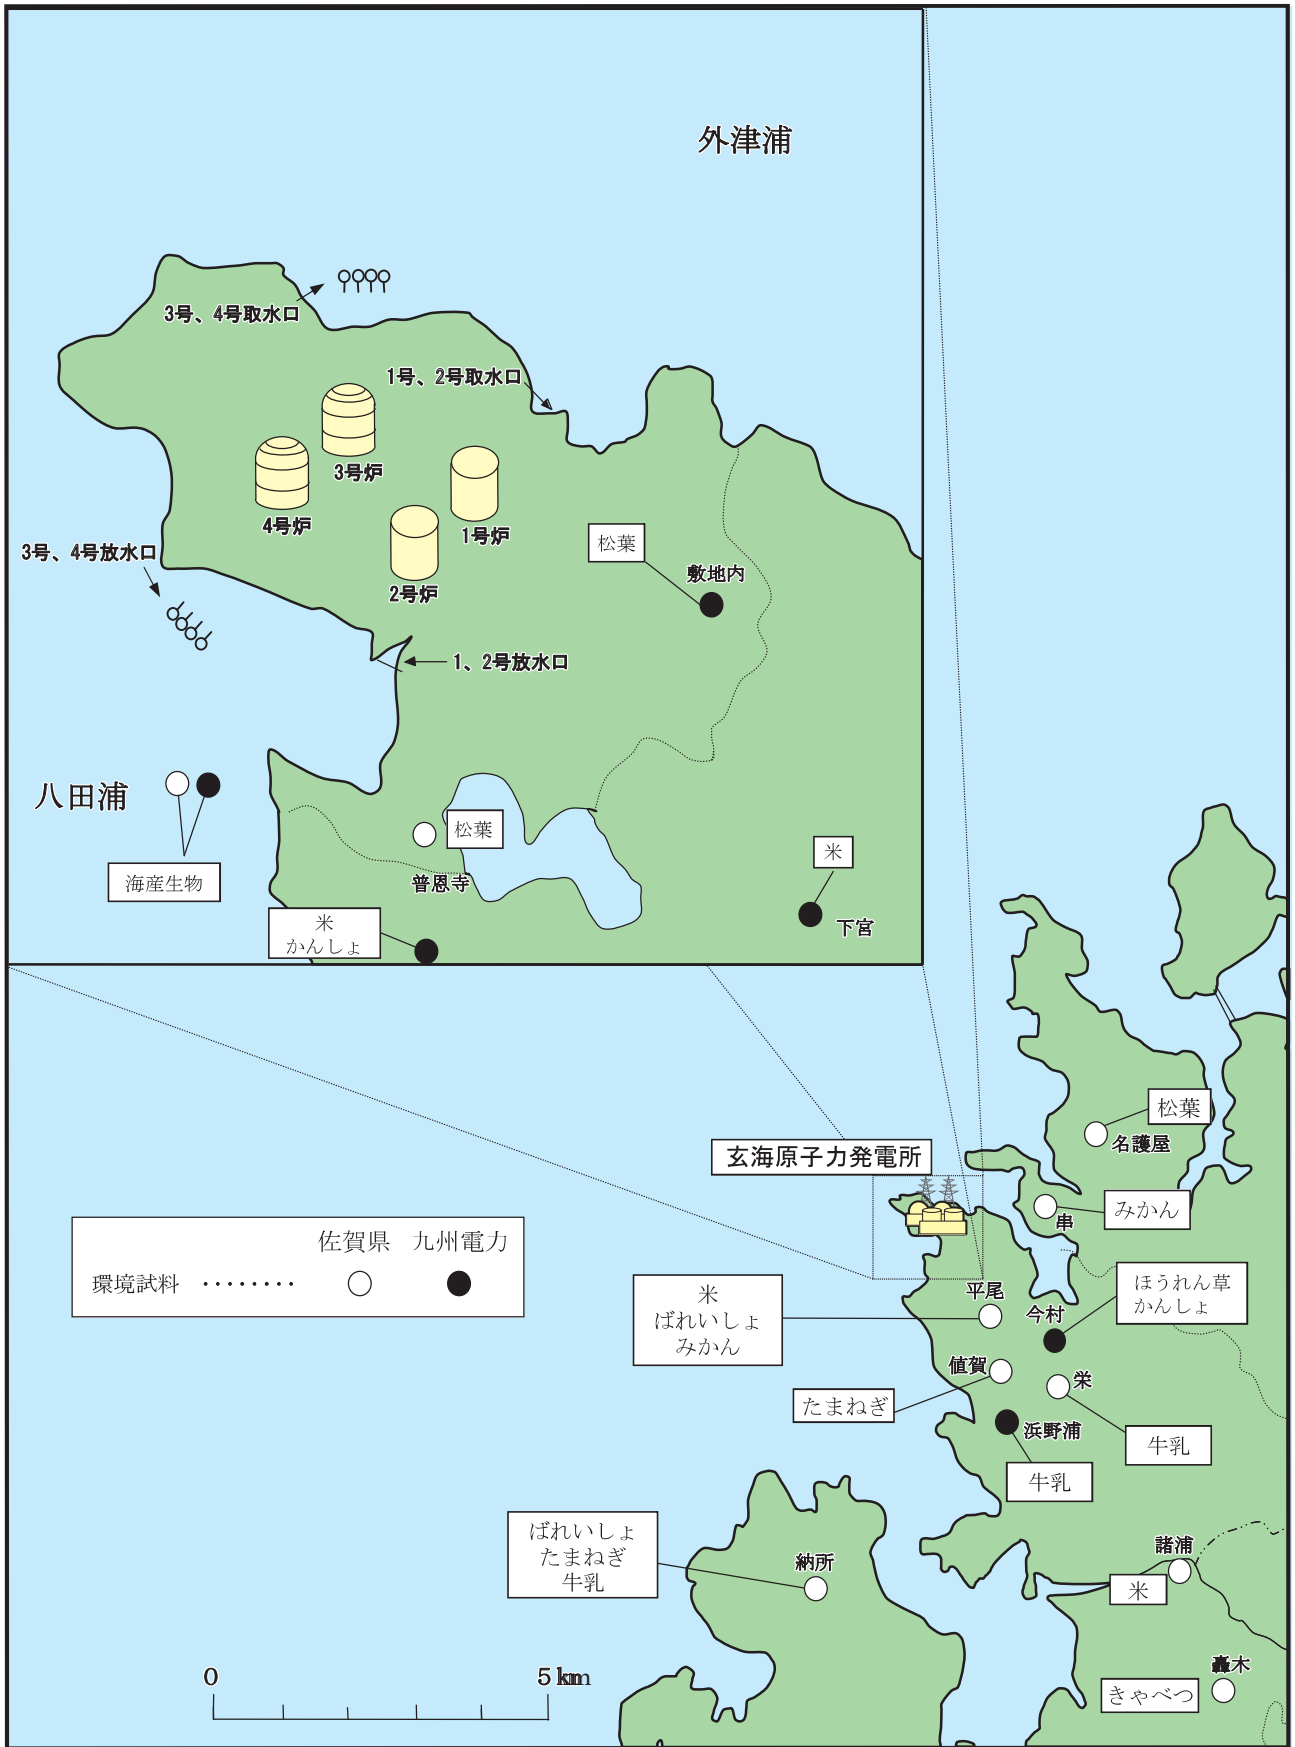 外津浦
3号、4号取水口
1号、2号取水口
3号炉
4号炉
1号炉
2号炉
3号、4号放水口
松葉
敷地内
1、2号放水口
八田浦
海産生物
松葉
普恩寺
米
かんしょ
米
下宮
松葉
名護屋
玄海原子力発電所
みかん
串
佐賀県 九州電力
環境試料 ········
平尾
米
ばれいしょ
みかん
今村
ほうれん草
かんしょ
値賀
たまねぎ
栄
牛乳
浜野浦
牛乳
ばれいしょ
たまねぎ
牛乳
納所
諸浦
米
轟木
きゃべつ
0 5km